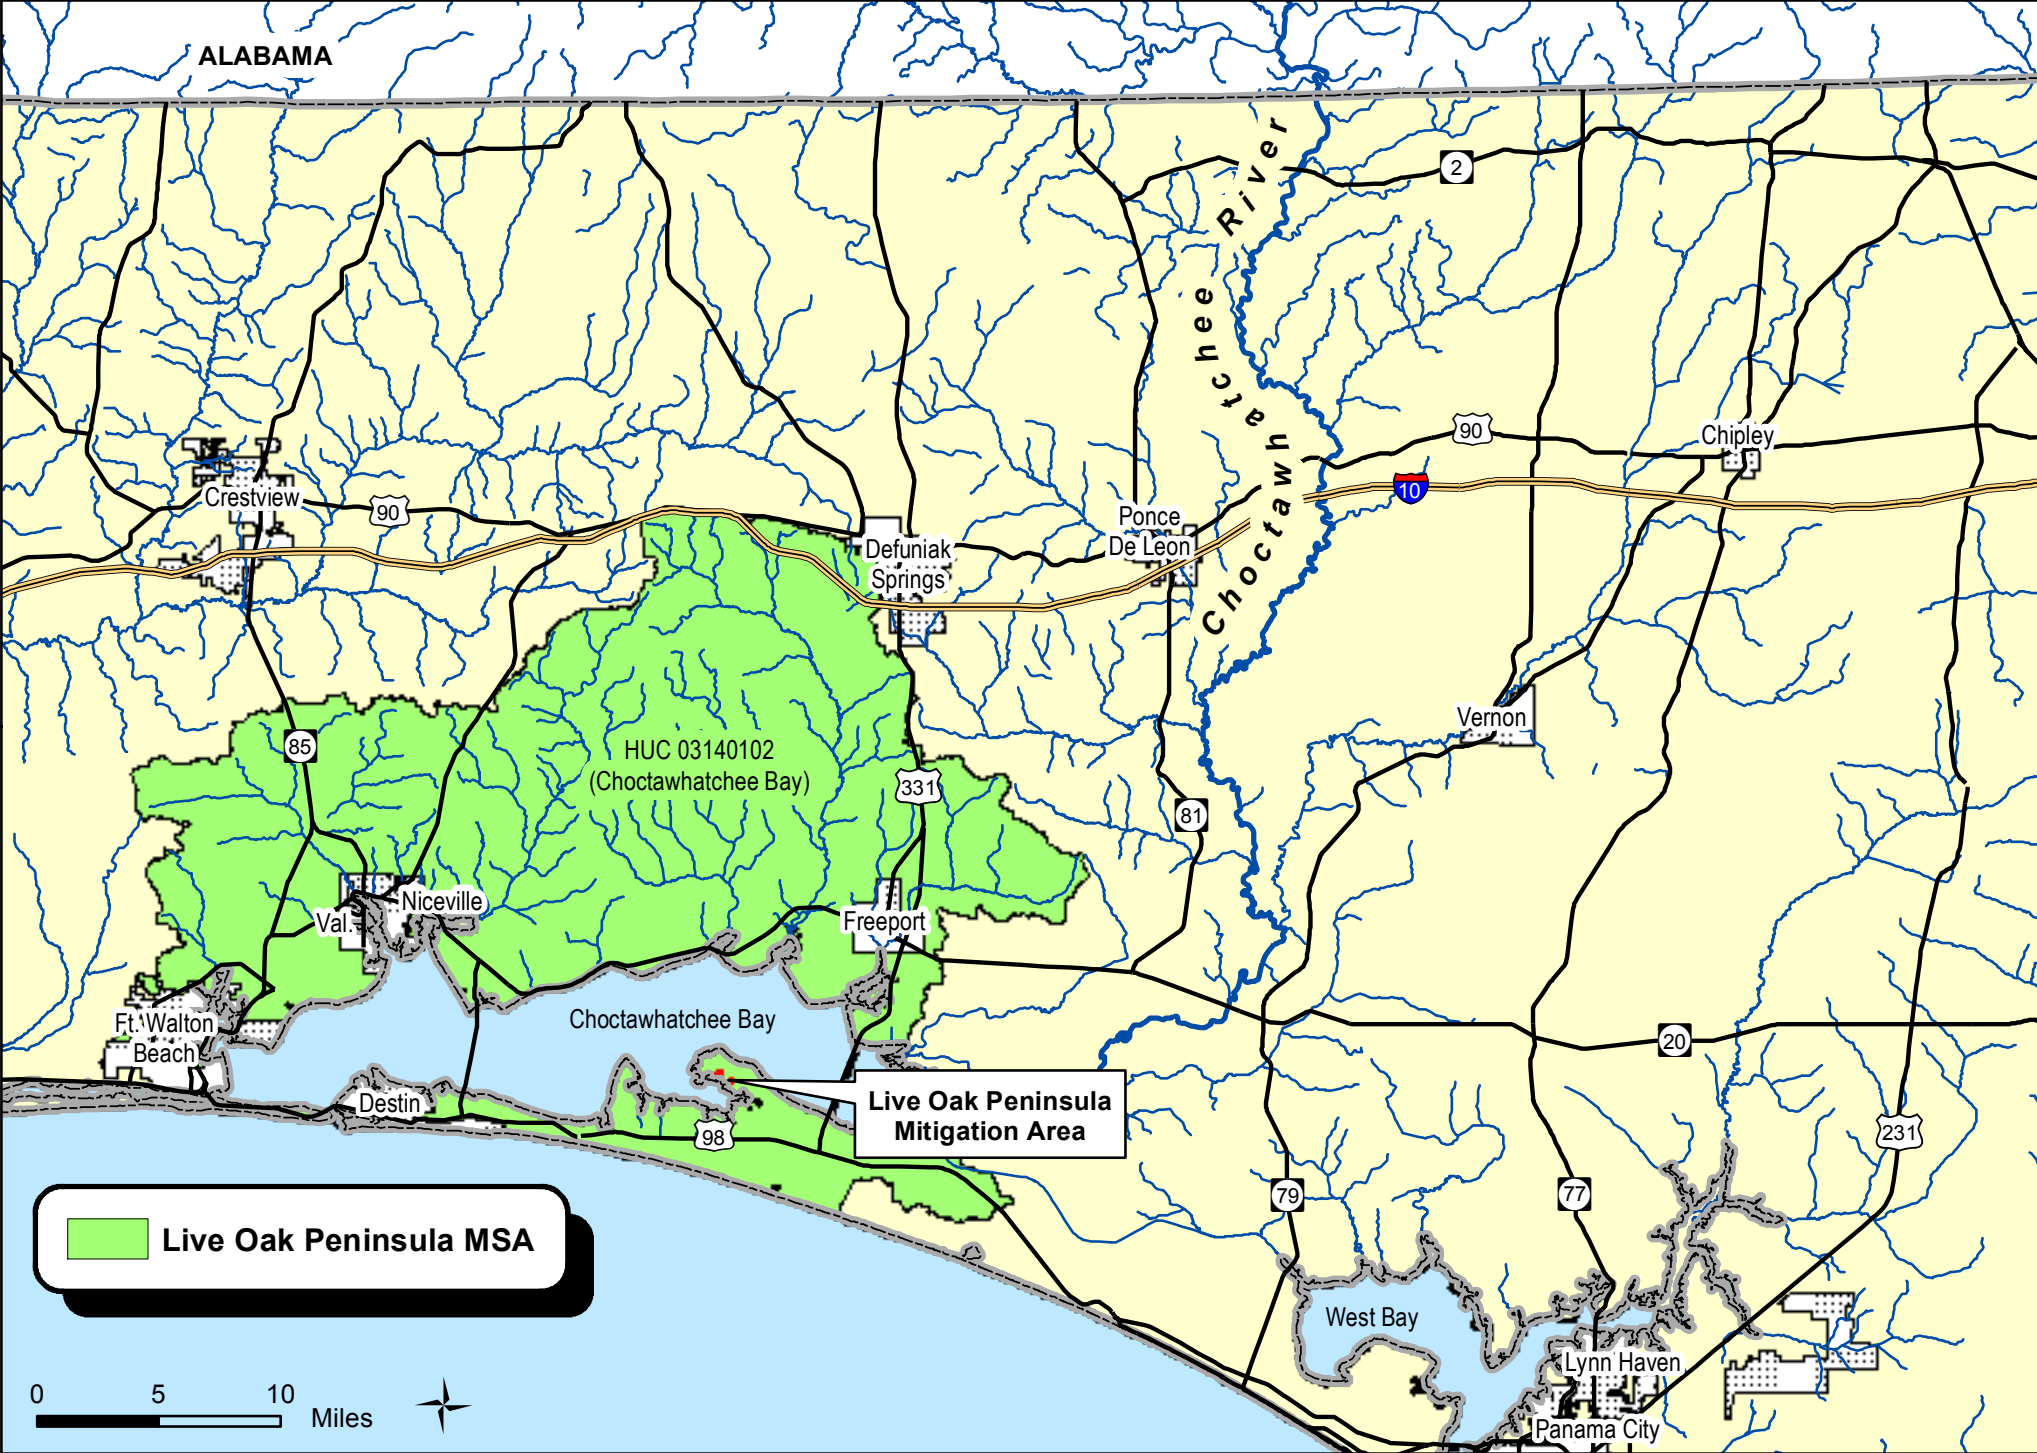 ALABAMA
2
Choctawhatchee River
90
Chipley
10
Crestview
90
Ponce
De Leon
Defuniak
Springs
Vernon
85
HUC 03140102
(Choctawhatchee Bay)
331
81
Niceville
Val.
Freeport
Ft. Walton
Beach
Choctawhatchee Bay
20
Destin
Live Oak Peninsula
Mitigation Area
98
231
79
77
Live Oak Peninsula MSA
West Bay
Lynn Haven
Panama City
0 5 10
Miles